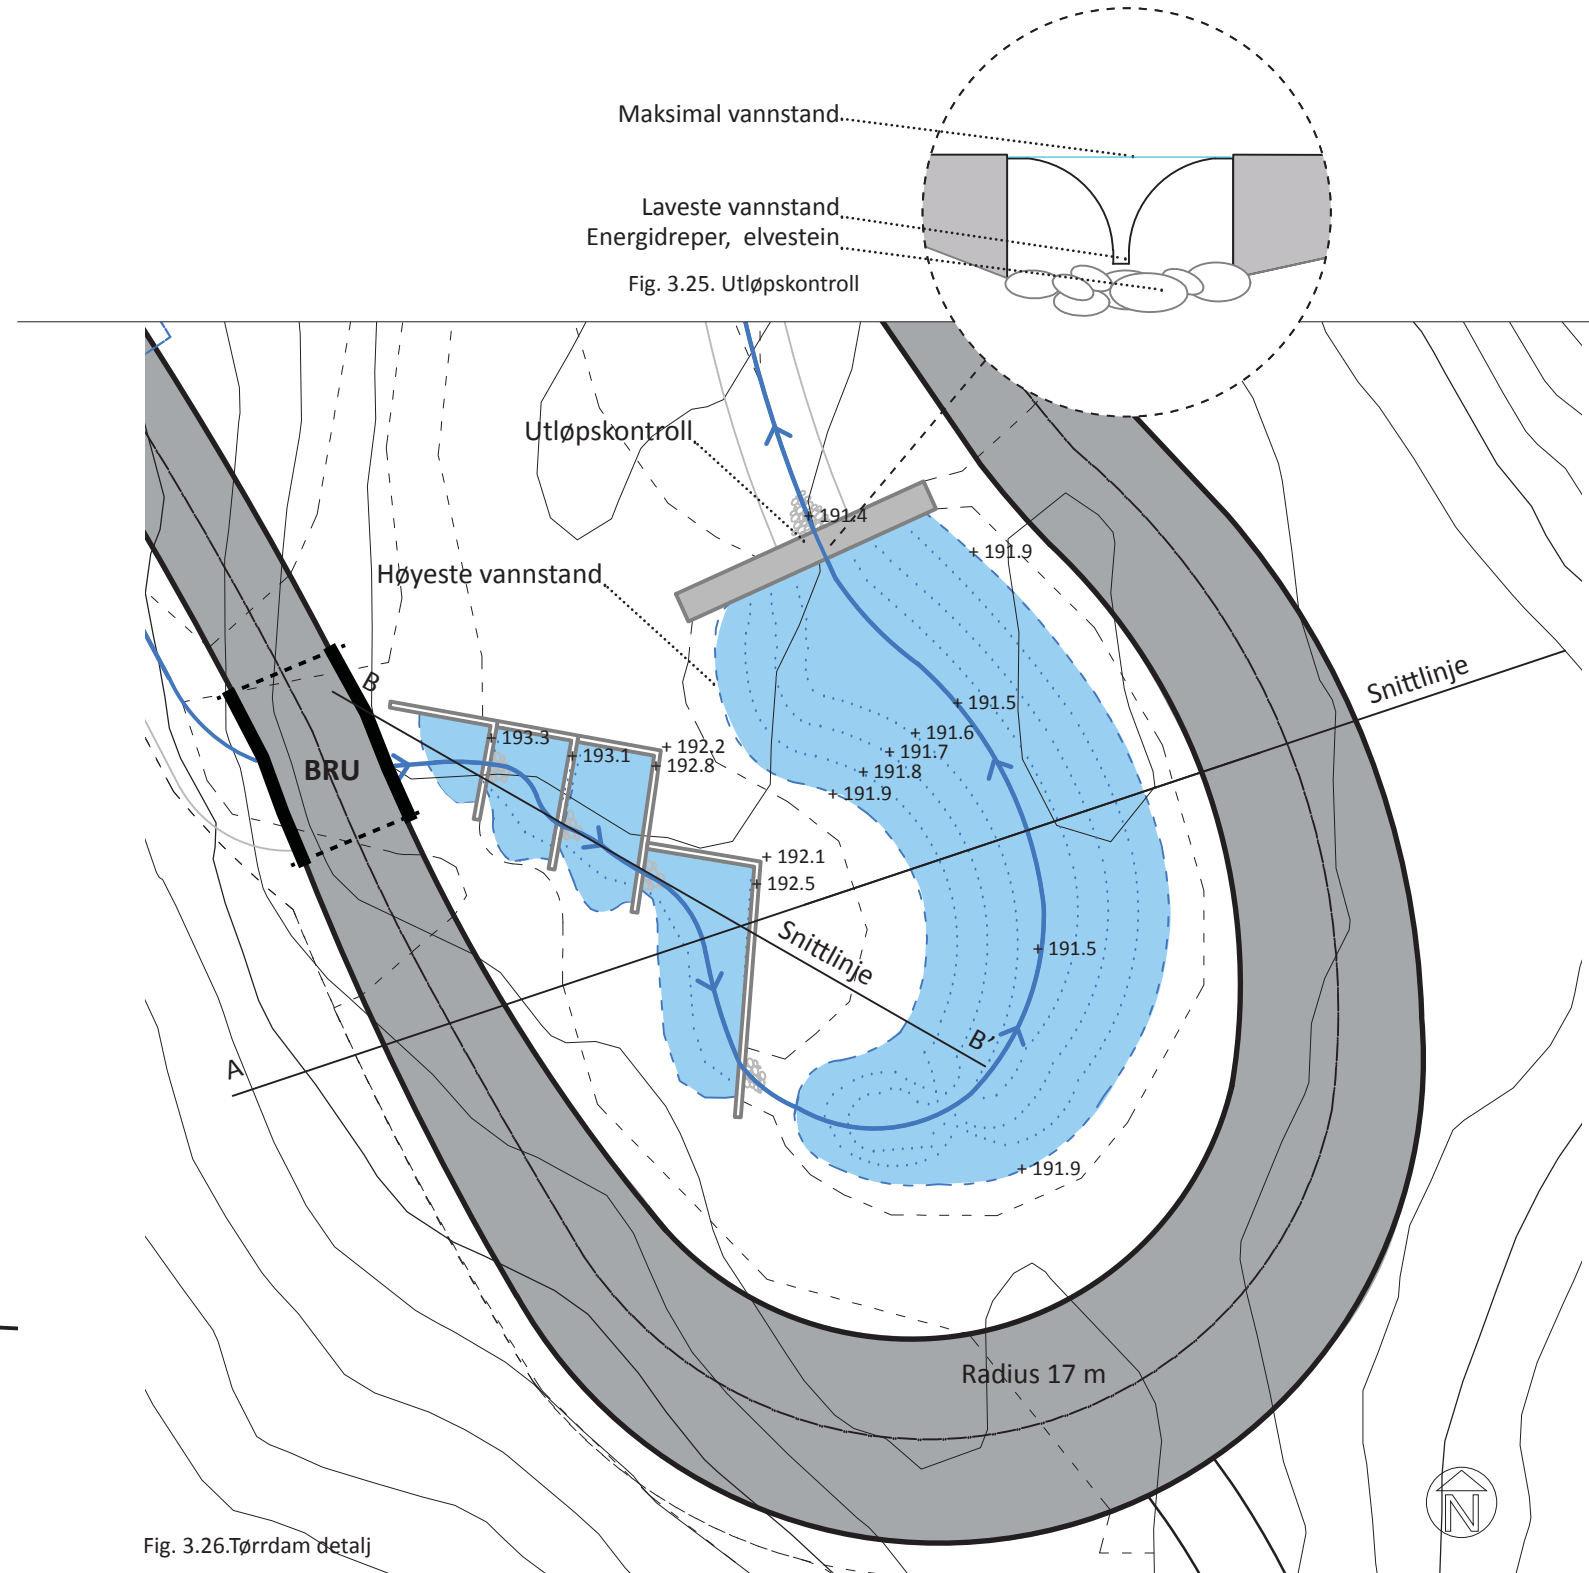 Maksimal vannstand
Laveste vannstand
Energidreper, elvestein
Fig. 3.25. Utløpskontroll
Utløpskontroll
+ 191.4
+ 191.9
Høyeste vannstand
Snittlinje
B
+ 191.5
+ 193.3
+ 193.1
+ 192.2
+ 192.8
+ 191.6
+ 191.7
+ 191.8
+ 191.9
BRU
+ 192.1
+ 192.5
Snittlinje
+ 191.5
B’
A
+ 191.9
Radius 17 m
N
Fig. 3.26.Tørrdam detalj